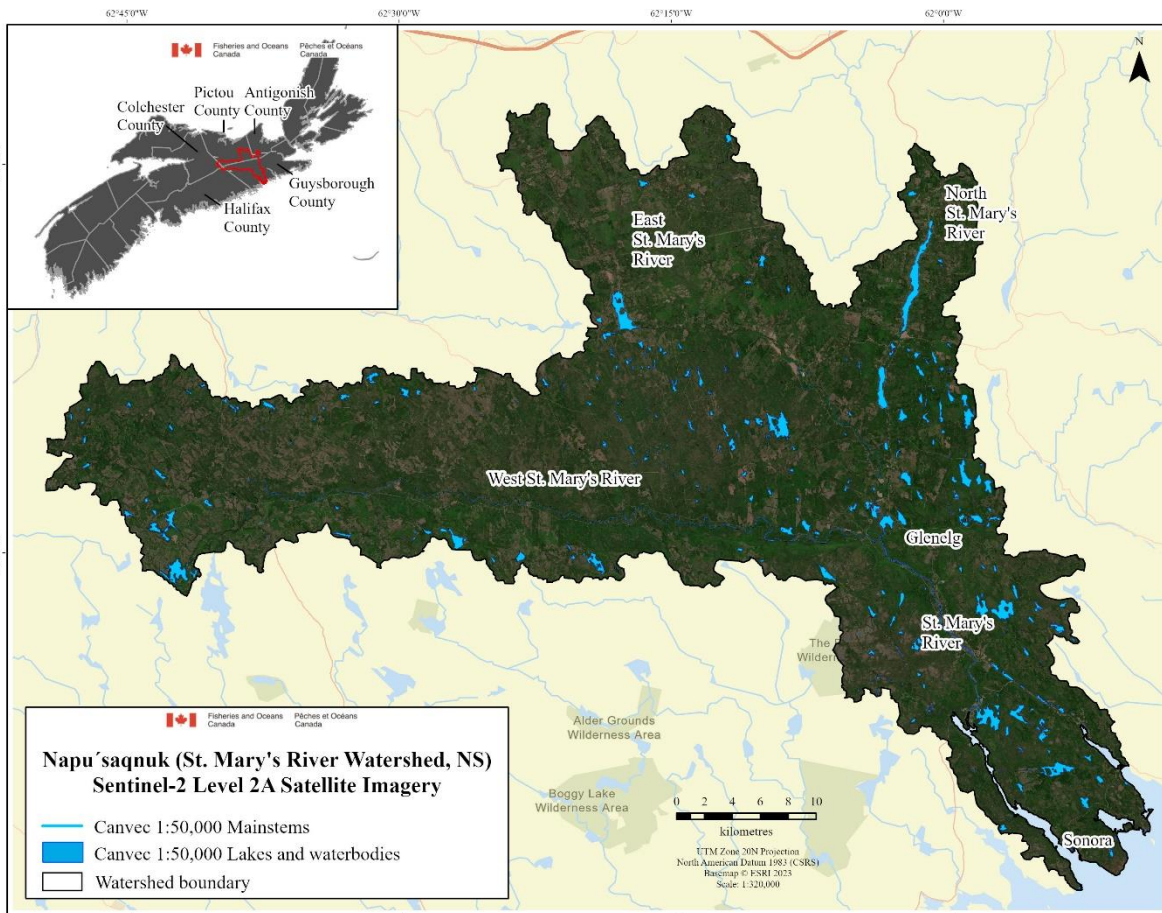 62°45'0"W
62°30'0"W
62°15'0"W
62°0'0"W
Fisheries and Oceans
Canada
Pêches et Océans
Canada
Colchester
County
Pictou
County
Antigonish
County
Guysborough
County
Halifax
County
N
East
St. Mary's
River
North
St. Mary's
River
West St. Mary's River
Glenelg
St. Mary's
River
Sonora
The
Wilderness
Alder Grounds
Wilderness Area
Boggy Lake
Wilderness Area
Fisheries and Oceans
Canada
Pêches et Océans
Canada
Napu´saqnuk (St. Mary's River Watershed, NS)
Sentinel-2 Level 2A Satellite Imagery
Canvec 1:50,000 Mainstems
Canvec 1:50,000 Lakes and waterbodies
Watershed boundary
0 2 4 6 8 10
kilometres
UTM Zone 20N Projection
North American Datum 1983 (CSRS)
Basemap © ESRI 2023
Scale: 1:320,000